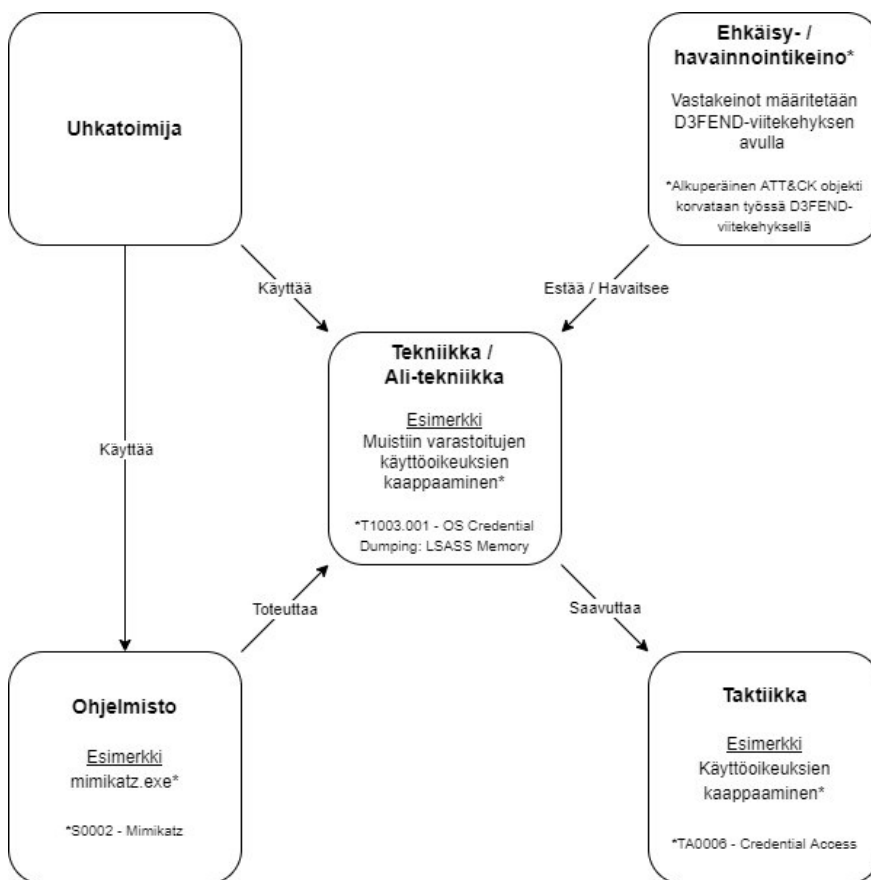 Uhkatoimija
Ehkäisy- /
havainnointikeino*
Vastakeinot määritetään
D3FEND-viitekehyksen
avulla
*Alkuperäinen ATT&CK objekti
korvataan työssä D3FEND-
viitekehyksellä
Käyttää
Estää / Havaitsee
Käyttää
Tekniikka /
Ali-tekniikka
Esimerkki
Muistiin varastoitujen
käyttöoikeuksien
kaappaaminen*
*T1003.001 - OS Credential
Dumping: LSASS Memory
Toteuttaa
Saavuttaa
Ohjelmisto
Esimerkki
mimikatz.exe*
*S0002 - Mimikatz
Taktiikka
Esimerkki
Käyttöoikeuksien
kaappaaminen*
*TA0006 - Credential Access